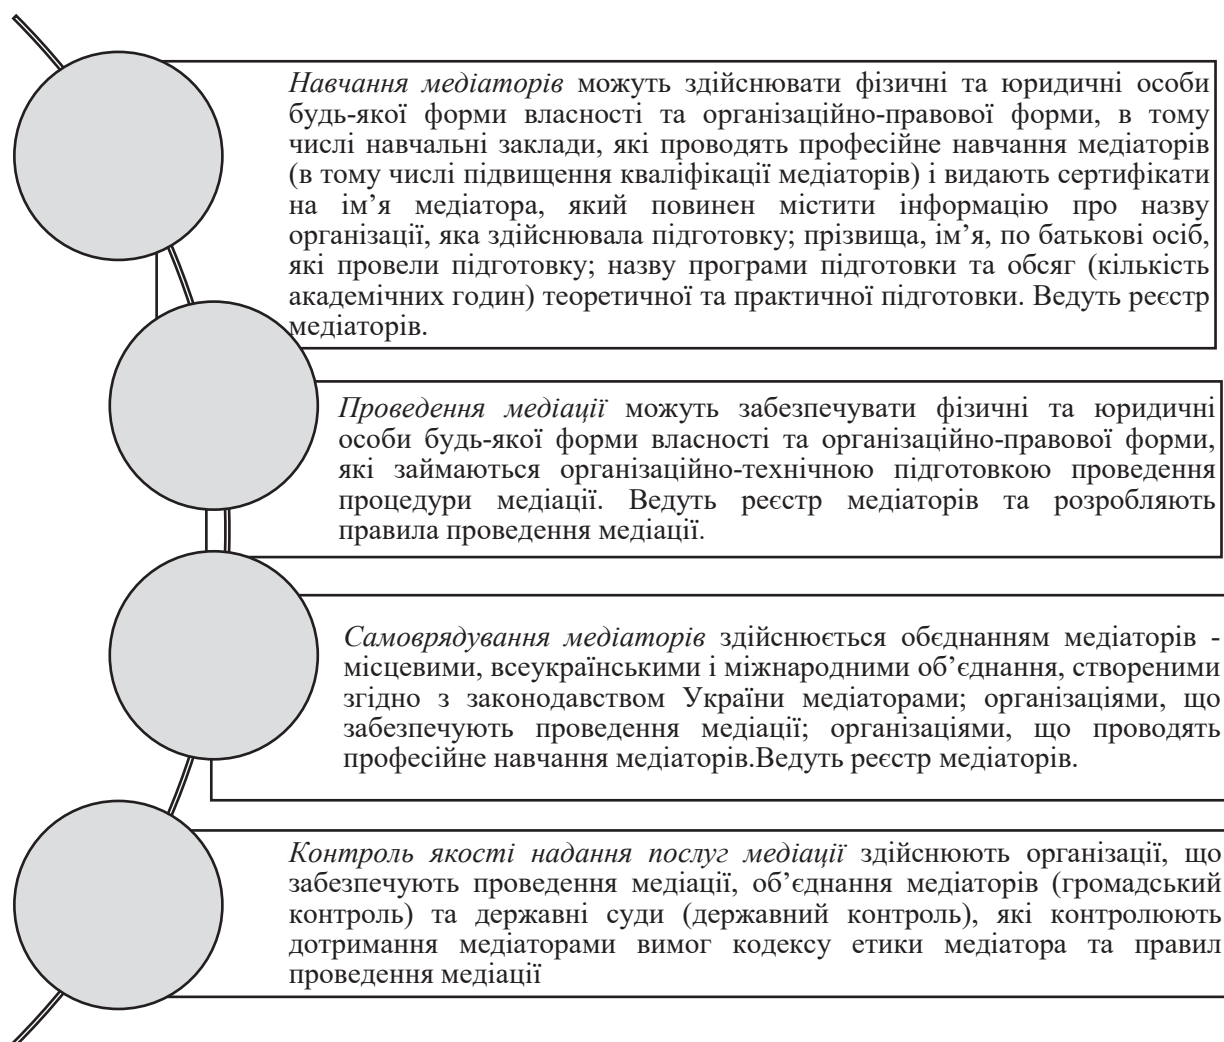 Навчання медіаторів можуть здійснювати фізичні та юридичні особи
будь-якої форми власності та організаційно-правової форми, в тому
числі навчальні заклади, які проводять професійне навчання медіаторів
(в тому числі підвищення кваліфікації медіаторів) і видають сертифікати
на ім’я медіатора, який повинен містити інформацію про назву
організації, яка здійснювала підготовку; прізвища, ім’я, по батькові осіб,
які провели підготовку; назву програми підготовки та обсяг (кількість
академічних годин) теоретичної та практичної підготовки. Ведуть реєстр
медіаторів.
Проведення медіації можуть забезпечувати фізичні та юридичні
особи будь-якої форми власності та організаційно-правової форми,
які займаються організаційно-технічною підготовкою проведення
процедури медіації. Ведуть реєстр медіаторів та розробляють
правила проведення медіації.
Самоврядування медіаторів здійснюється обєднанням медіаторів -
місцевими, всеукраїнськими і міжнародними об’єднання, створеними
згідно з законодавством України медіаторами; організаціями, що
забезпечують проведення медіації; організаціями, що проводять
професійне навчання медіаторів.Ведуть реєстр медіаторів.
Контроль якості надання послуг медіації здійснюють організації, що
забезпечують проведення медіації, об’єднання медіаторів (громадський
контроль) та державні суди (державний контроль), які контролюють
дотримання медіаторами вимог кодексу етики медіатора та правил
проведення медіації